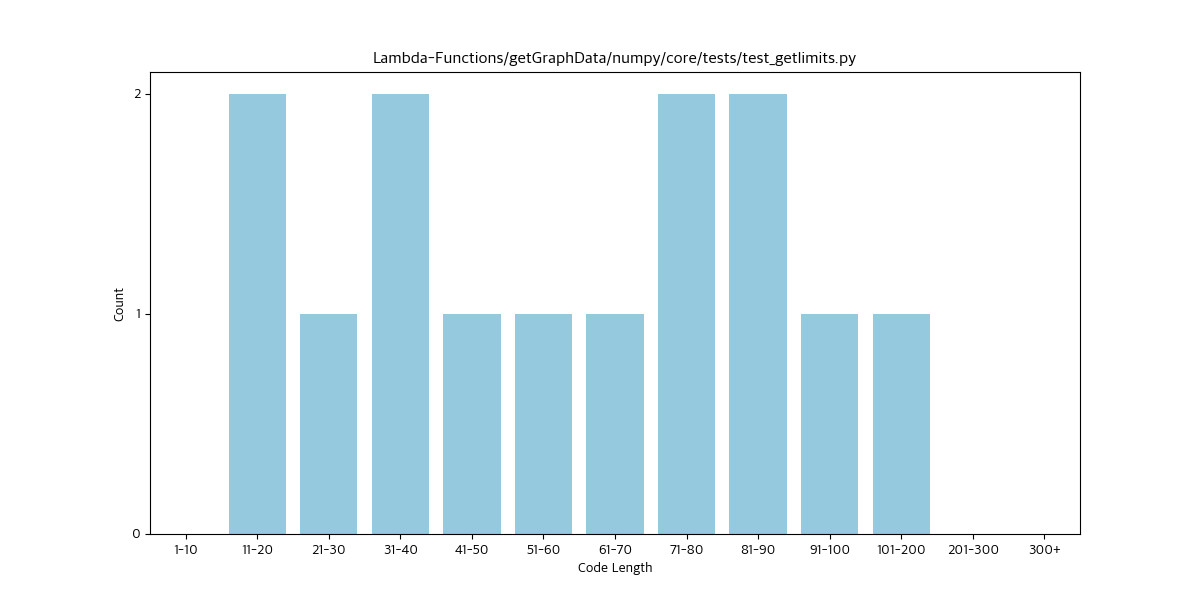 Lambda-Functions/getGraphData/numpy/core/tests/test_getlimits.py
2
1
0
Count
1-10 11-20 21-30 31-40 41-50 51-60 61-70 71-80 81-90 91-100 101-200 201-300 300+
Code Length